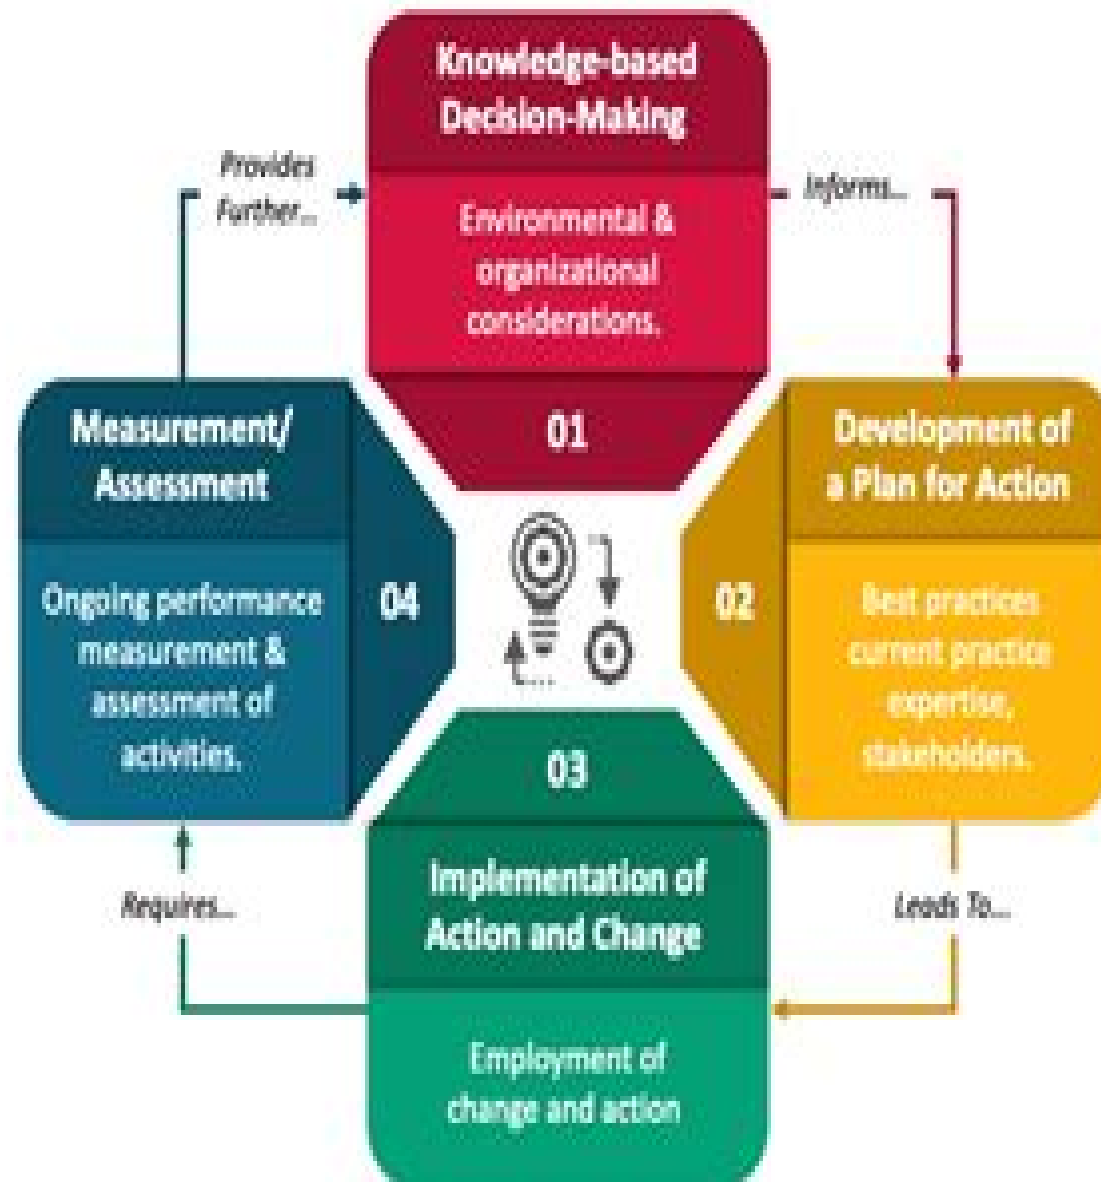 Knowledge-based
Decision-Making
Environmental &
organizational
considerations.
01
Informs...
Development of
a Plan for Action
02
Best practices
current practice
expertise,
stakeholders.
Leads To...
03
Implementation of
Action and Change
Employment of
change and action
Requires...
Measurement/
Assessment
04
Ongoing performance
measurement &
assessment of
activities.
Provides
Further...